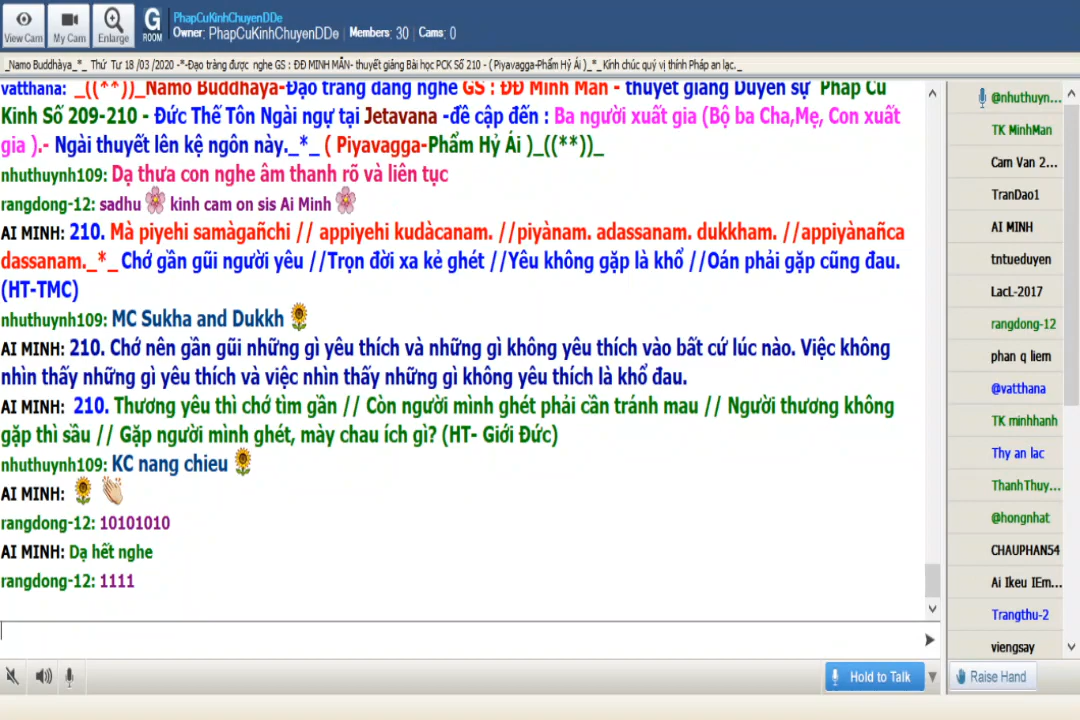 View Cam
My Cam
Enlarge
G
ROOM
PhapCuKinhChuyenDDe
Owner: PhapCuKinhChuyenDDe | Members: 30 | Cams: 0
_Namo Buddhàya_*_ Thứ Tư 18 /03 /2020 -*-Đạo tràng được nghe GS : ĐĐ MINH MẪN- thuyết giảng Bài học PCK Số 210 - ( Piyavagga-Phẩm Hỷ Ái )_*_ Kính chúc quý vị thính Pháp an lạc._
vatthana: _((**))_Namo Buddhaya-Đạo tràng đang nghe GS : ĐĐ Minh Mẫn - thuyết giảng Duyên sự Pháp Cú
Kinh Số 209-210 - Đức Thế Tôn Ngài ngự tại Jetavana -đề cập đến : Ba người xuất gia (Bộ ba Cha,Mẹ, Con xuất
gia ).- Ngài thuyết lên kệ ngôn này._*_ ( Piyavagga-Phẩm Hỷ Ái )_((**))_
nhuthuynh109: Dạ thưa con nghe âm thanh rõ và liên tục
rangdong-12: sadhu kinh cam on sis Ai Minh
AI MINH: 210. Mà piyehi samàgañchi // appiyehi kudàcanam. //piyànam. adassanam. dukkham. //appiyànañca
dassanam._*_ Chớ gần gũi người yêu //Trọn đời xa kẻ ghét //Yêu không gặp là khổ //Oán phải gặp cũng đau.
(HT-TMC)
nhuthuynh109: MC Sukha and Dukkh
AI MINH: 210. Chớ nên gần gũi những gì yêu thích và những gì không yêu thích vào bất cứ lúc nào. Việc không
nhìn thấy những gì yêu thích và việc nhìn thấy những gì không yêu thích là khổ đau.
AI MINH: 210. Thương yêu thì chớ tìm gần // Còn người mình ghét phải cần tránh mau // Người thương không
gặp thì sầu // Gặp người mình ghét, mày chau ích gì? (HT- Giới Đức)
nhuthuynh109: KC nang chieu
AI MINH:
rangdong-12: 10101010
AI MINH: Dạ hết nghe
rangdong-12: 1111
Hold to Talk
@nhuthuyn...
TK MinhMan
Cam Van 2...
TranDao1
AI MINH
tntueduyen
LacL-2017
rangdong-12
phan q liem
@vatthana
TK minhhanh
Thy an lac
ThanhThuy...
@hongnhat
CHAUPHAN54
Ai Ikeu IEm...
Trangthu-2
viengsay
Raise Hand